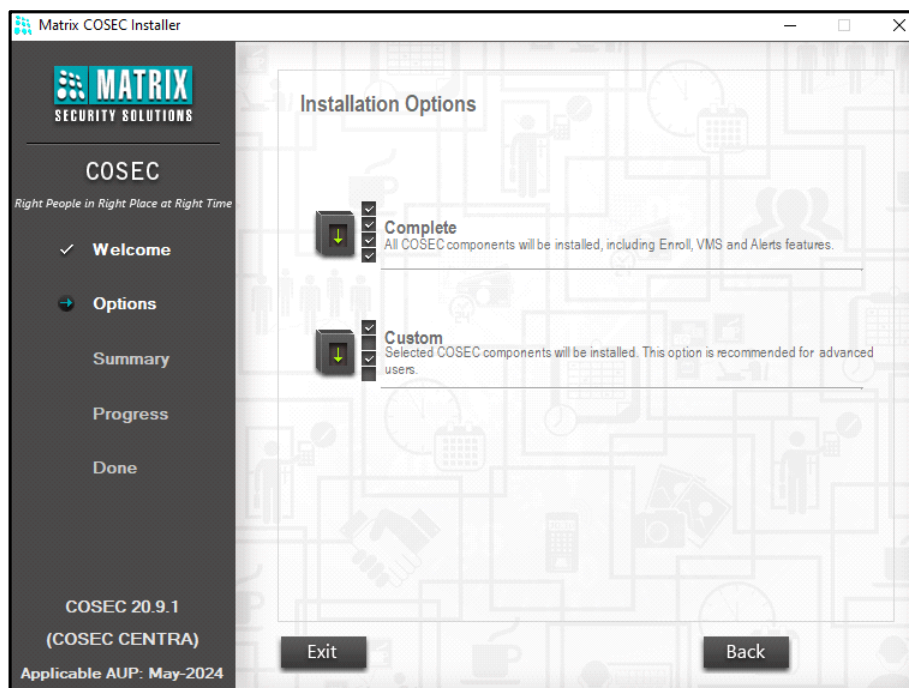 Matrix COSEC Installer
MATRIX
SECURITY SOLUTIONS
COSEC
Right People in Right Place at Right Time
Welcome
Options
Summary
Progress
Done
COSEC 20.9.1
(COSEC CENTRA)
Applicable AUP: May-2024
Installation Options
Complete
All COSEC components will be installed, including Enroll, VMS and Alerts features.
Custom
Selected COSEC components will be installed. This option is recommended for advanced
users.
Exit
Back